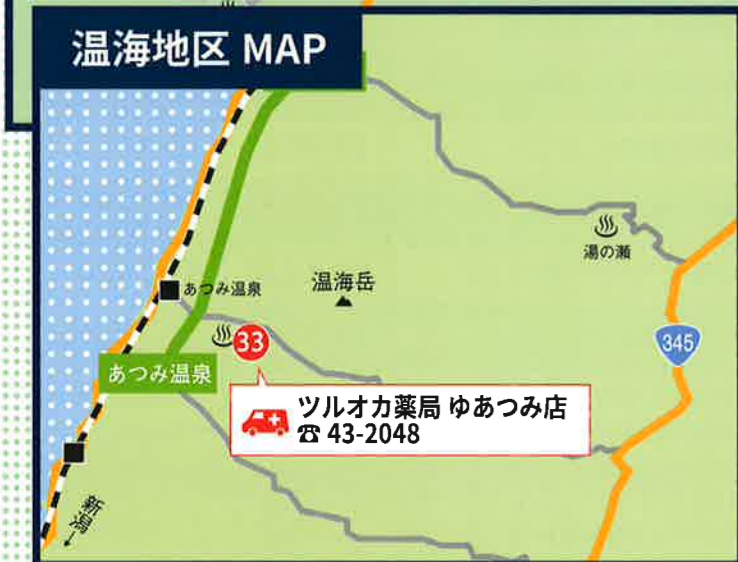 温海地区 MAP
湯の瀬
あつみ温泉
温海岳
33
345
あつみ温泉
ツルオカ薬局 ゆあつみ店
☎ 43-2048
新潟↓